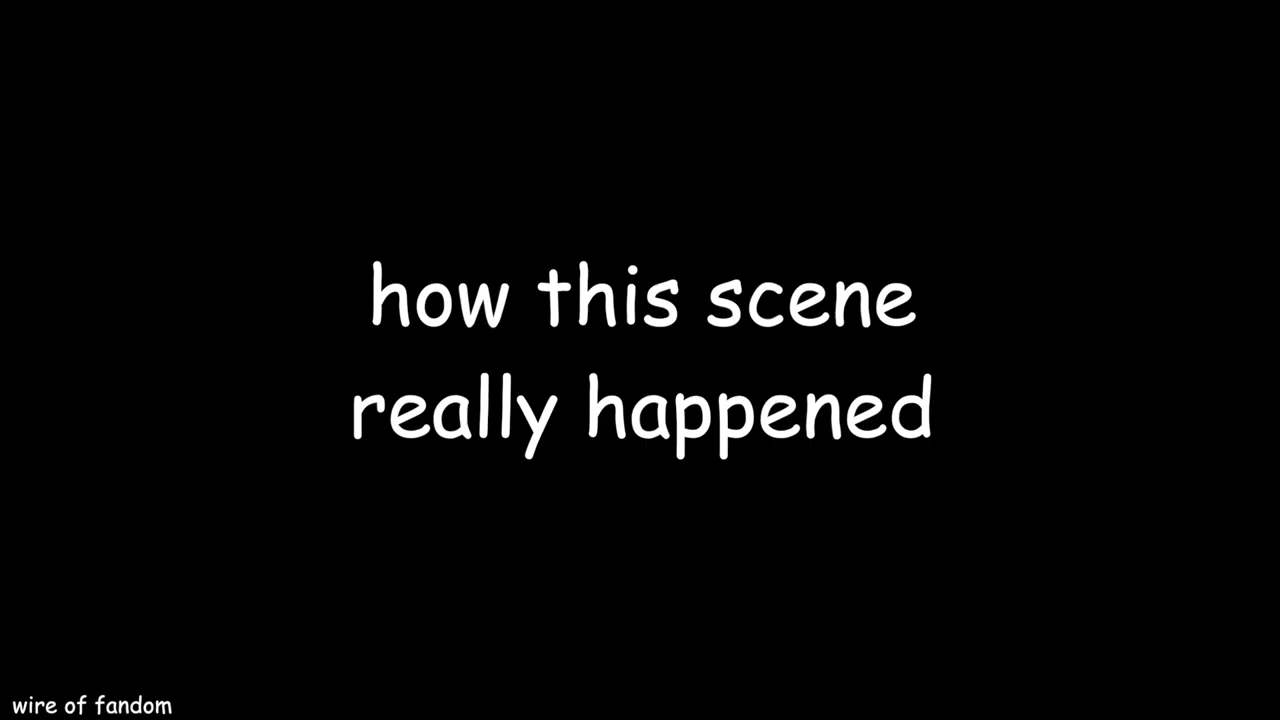 how this scene
really happened
wire of fandom